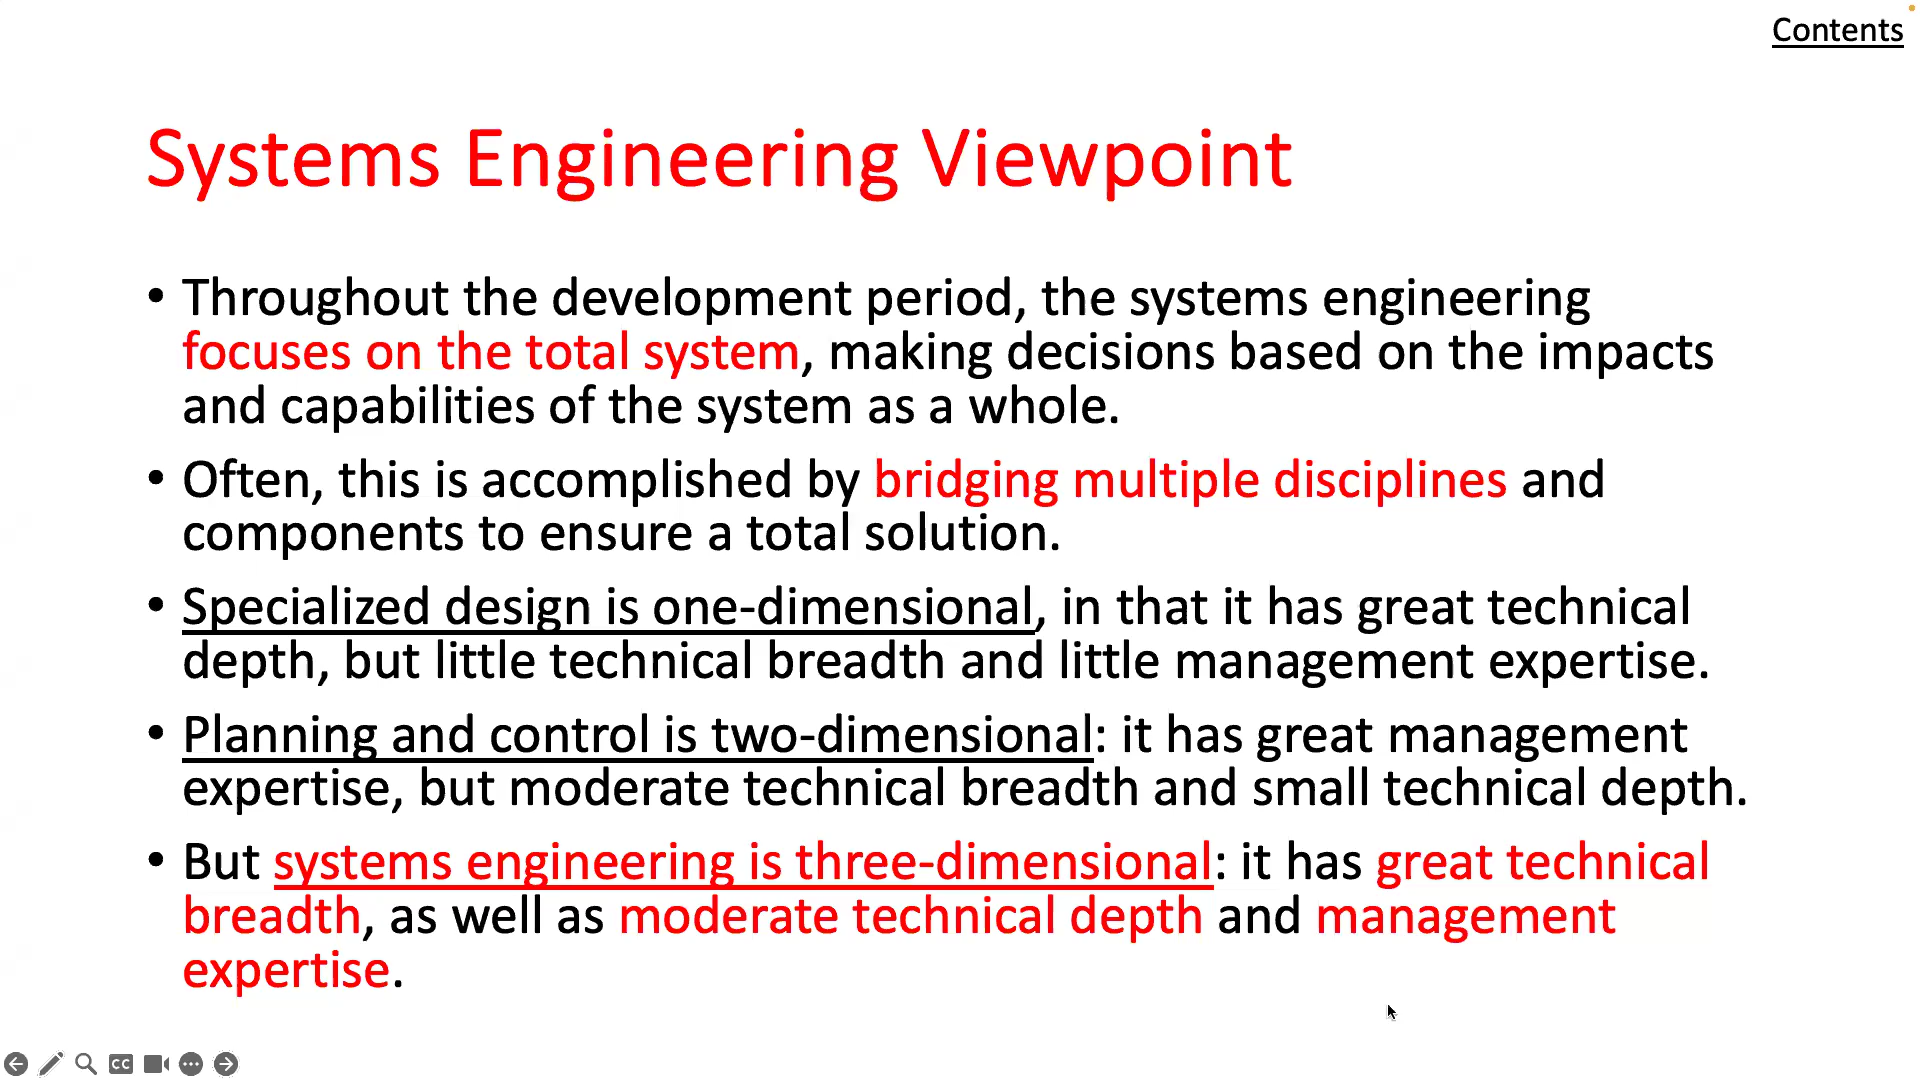 Contents
Systems Engineering Viewpoint
• Throughout the development period, the systems engineering
focuses on the total system, making decisions based on the impacts
and capabilities of the system as a whole.
• Often, this is accomplished by bridging multiple disciplines and
components to ensure a total solution.
• Specialized design is one-dimensional, in that it has great technical
depth, but little technical breadth and little management expertise.
• Planning and control is two-dimensional: it has great management
expertise, but moderate technical breadth and small technical depth.
• But systems engineering is three-dimensional: it has great technical
breadth, as well as moderate technical depth and management
expertise.
CC